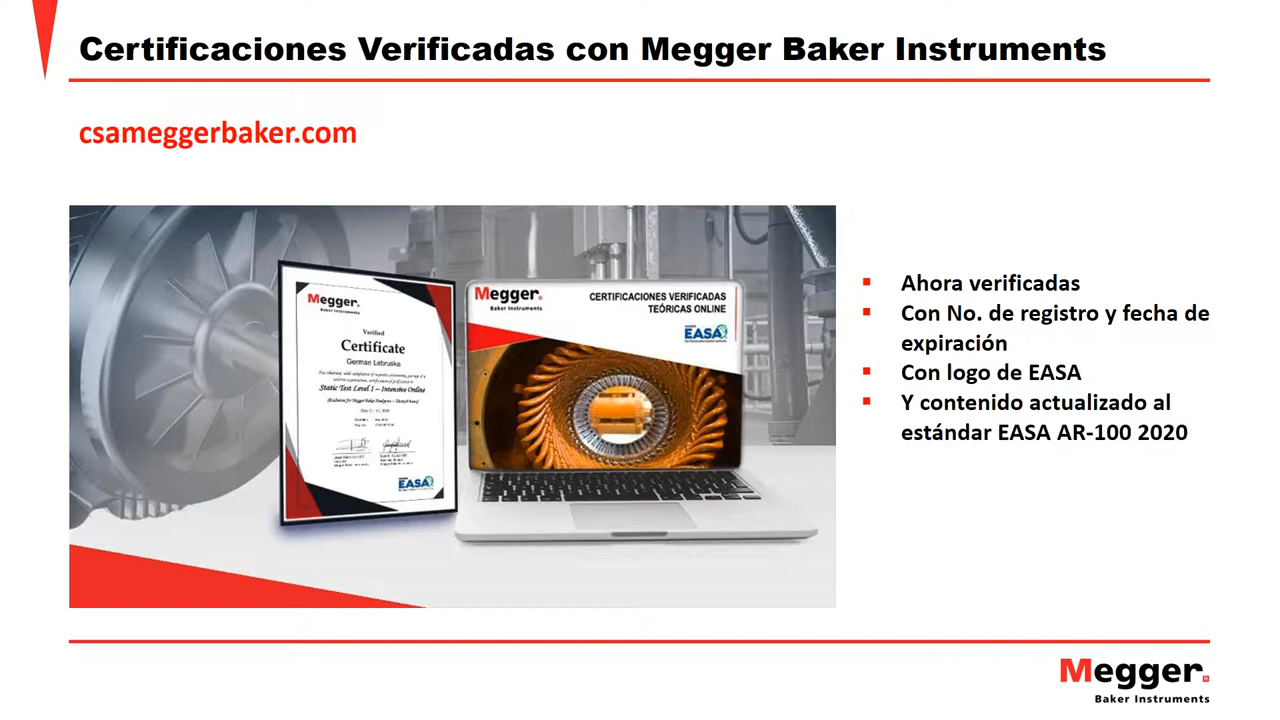 Certificaciones Verificadas con Megger Baker Instruments
csameggerbaker.com
Megger.
Baker Instruments
Verified
Certificate
German Lebruska
Static Test Level 1 – Intensive Online
EASA
Megger.
Baker Instruments
CERTIFICACIONES VERIFICADAS
TEÓRICAS ONLINE
EASA
Ahora verificadas
Con No. de registro y fecha de
expiración
Con logo de EASA
Y contenido actualizado al
estándar EASA AR-100 2020
Megger.
Baker Instruments